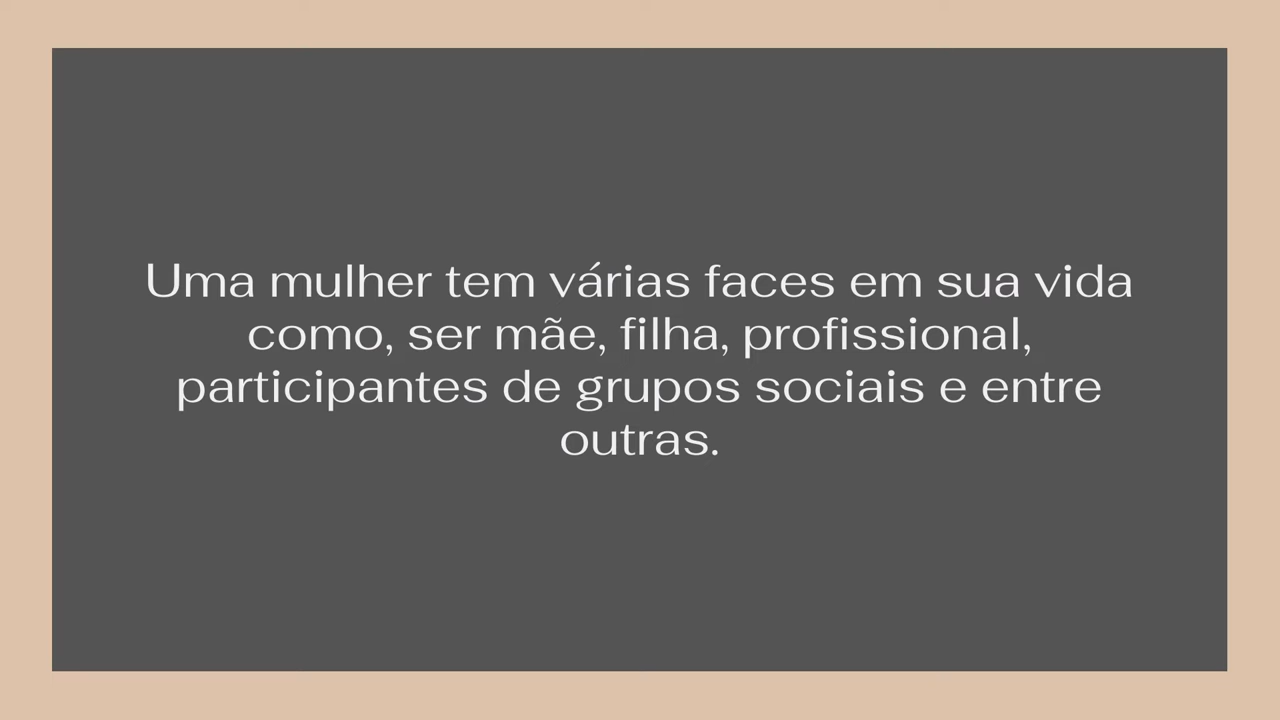 Uma mulher tem várias faces em sua vida
como, ser mãe, filha, profissional,
participantes de grupos sociais e entre
outras.